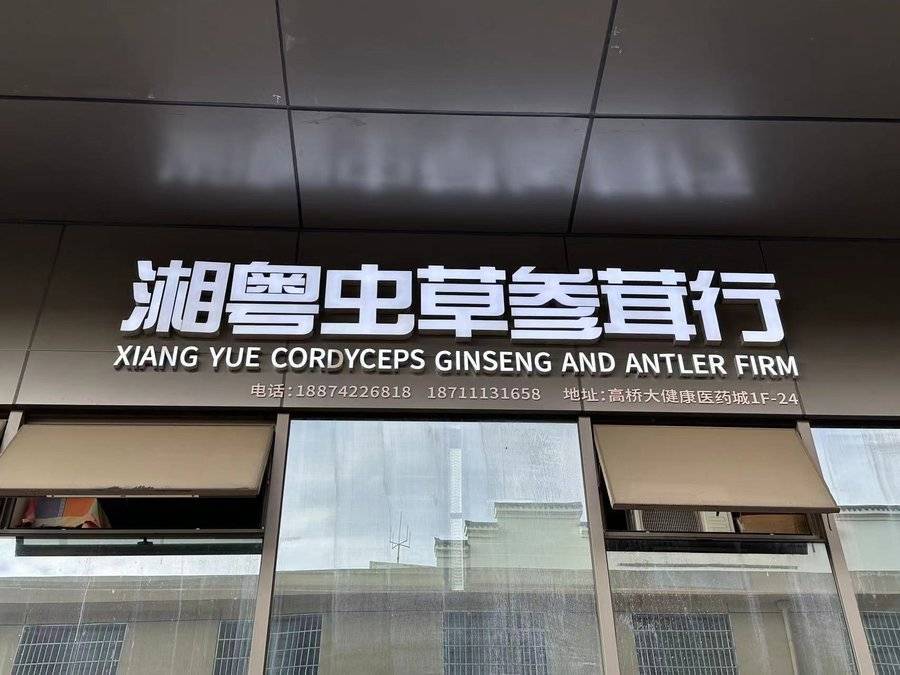 湘粤虫草参茸行
XIANG YUE CORDYCEPS GINSENG AND ANTLER FIRM
电话:18874226818 18711131658 地址:高桥大健康医药城1F-24